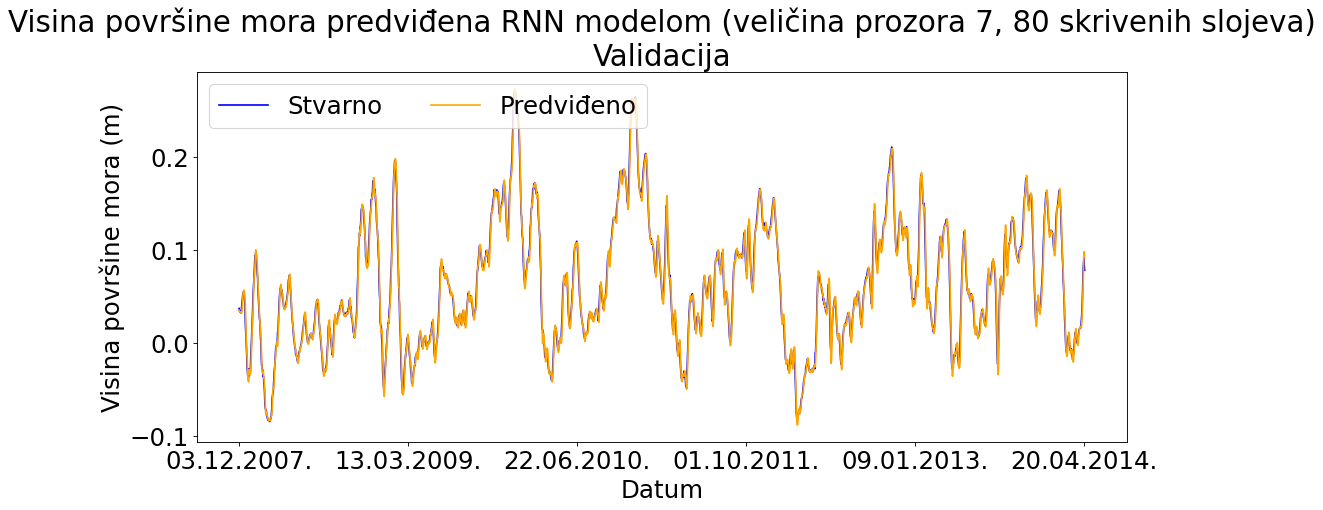 Visina površine mora predviđena RNN modelom (veličina prozora 7, 80 skrivenih slojeva)
Validacija
Stvarno Predviđeno
Visina površine mora (m)
0.2
0.1
0.0
−0.1
03.12.2007. 13.03.2009. 22.06.2010. 01.10.2011. 09.01.2013. 20.04.2014.
Datum